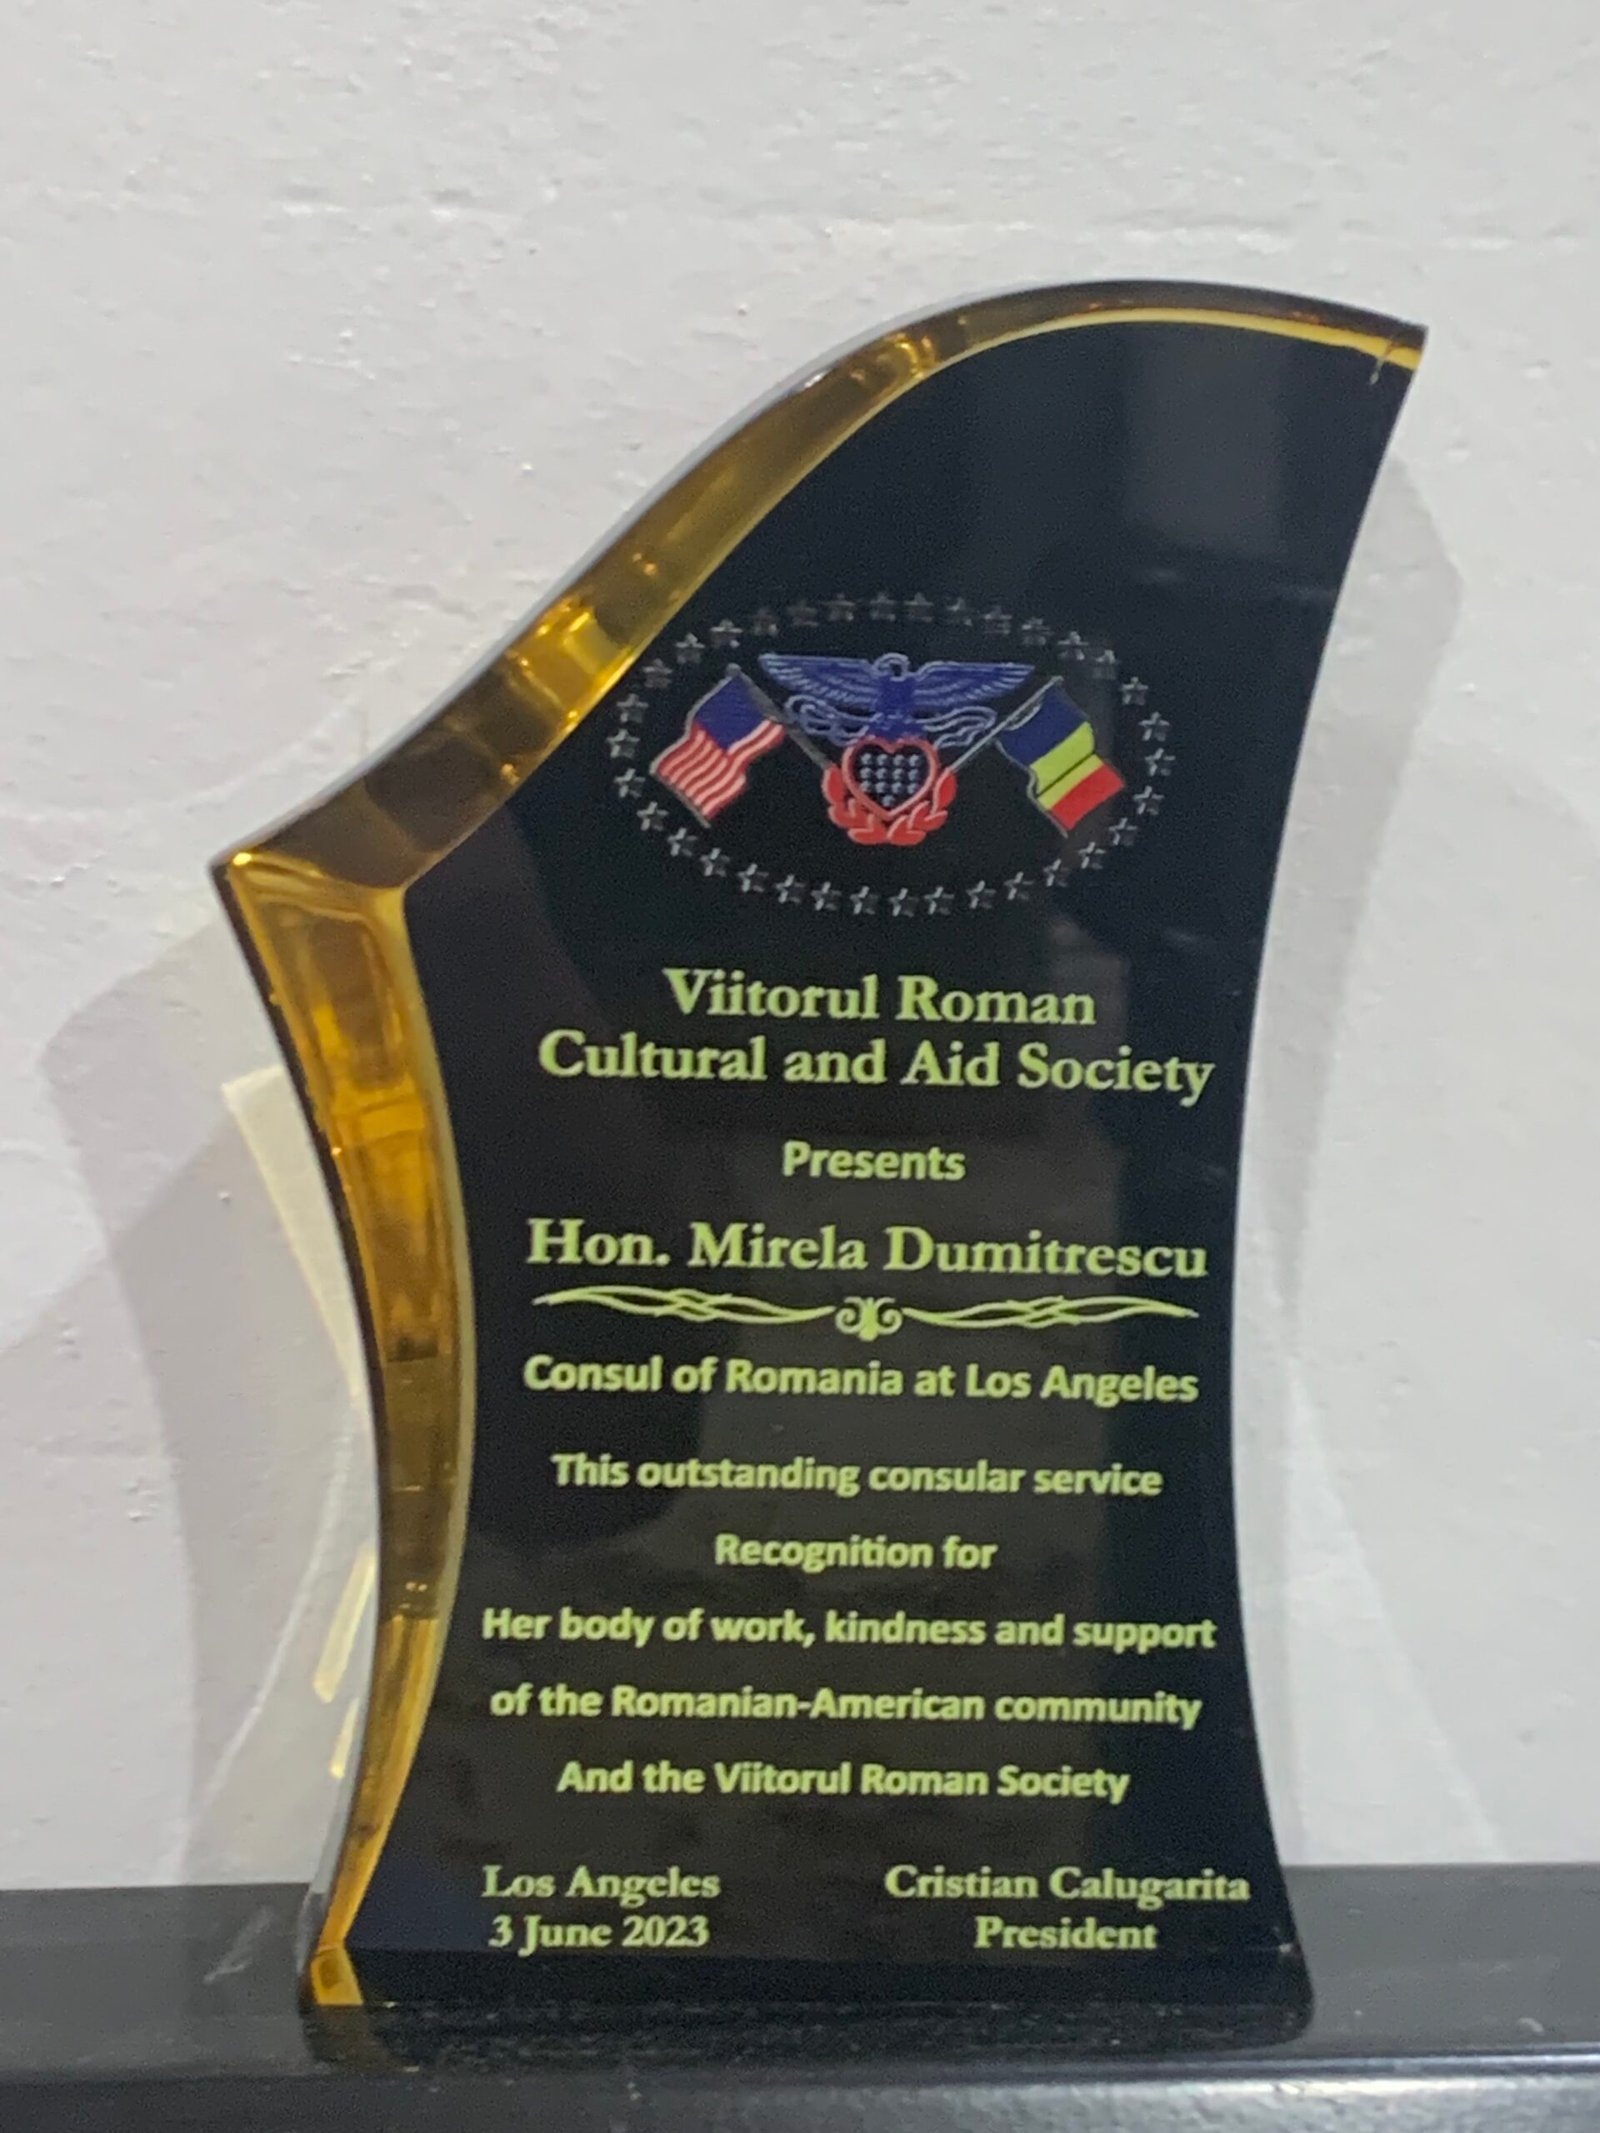 Viitorul Roman
Cultural and Aid Society
Presents
Hon. Mirela Dumitrescu
Consul of Romania at Los Angeles
This outstanding consular service
Recognition for
Her body of work, kindness and support
of the Romanian-American community
And the Viitorul Roman Society
Los Angeles
3 June 2023
Cristian Calugarita
President